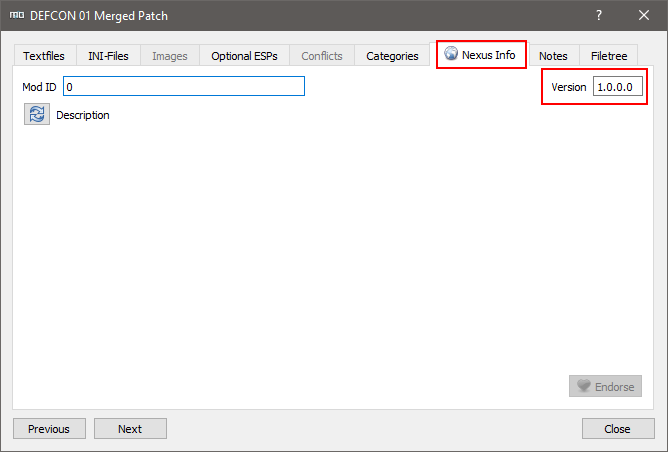 DEFCON 01 Merged Patch
Textfiles INI-Files Images Optional ESPs Conflicts Categories Nexus Info Notes Filetree
Mod ID 0 Version 1.0.0.0
Description
Endorse
Previous Next Close